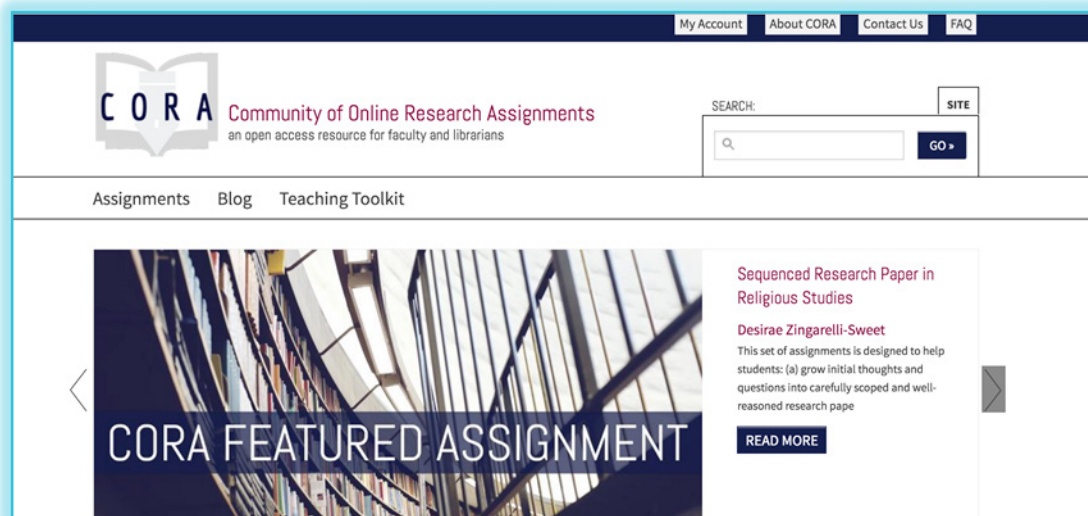 My Account About CORA Contact Us FAQ
CORA
Community of Online Research Assignments
an open access resource for faculty and librarians
SEARCH:
SITE
GO »
Assignments Blog Teaching Toolkit
CORA FEATURED ASSIGNMENT
Sequenced Research Paper in
Religious Studies
Desirae Zingarelli-Sweet
This set of assignments is designed to help
students: (a) grow initial thoughts and
questions into carefully scoped and well-
reasoned research pape
READ MORE